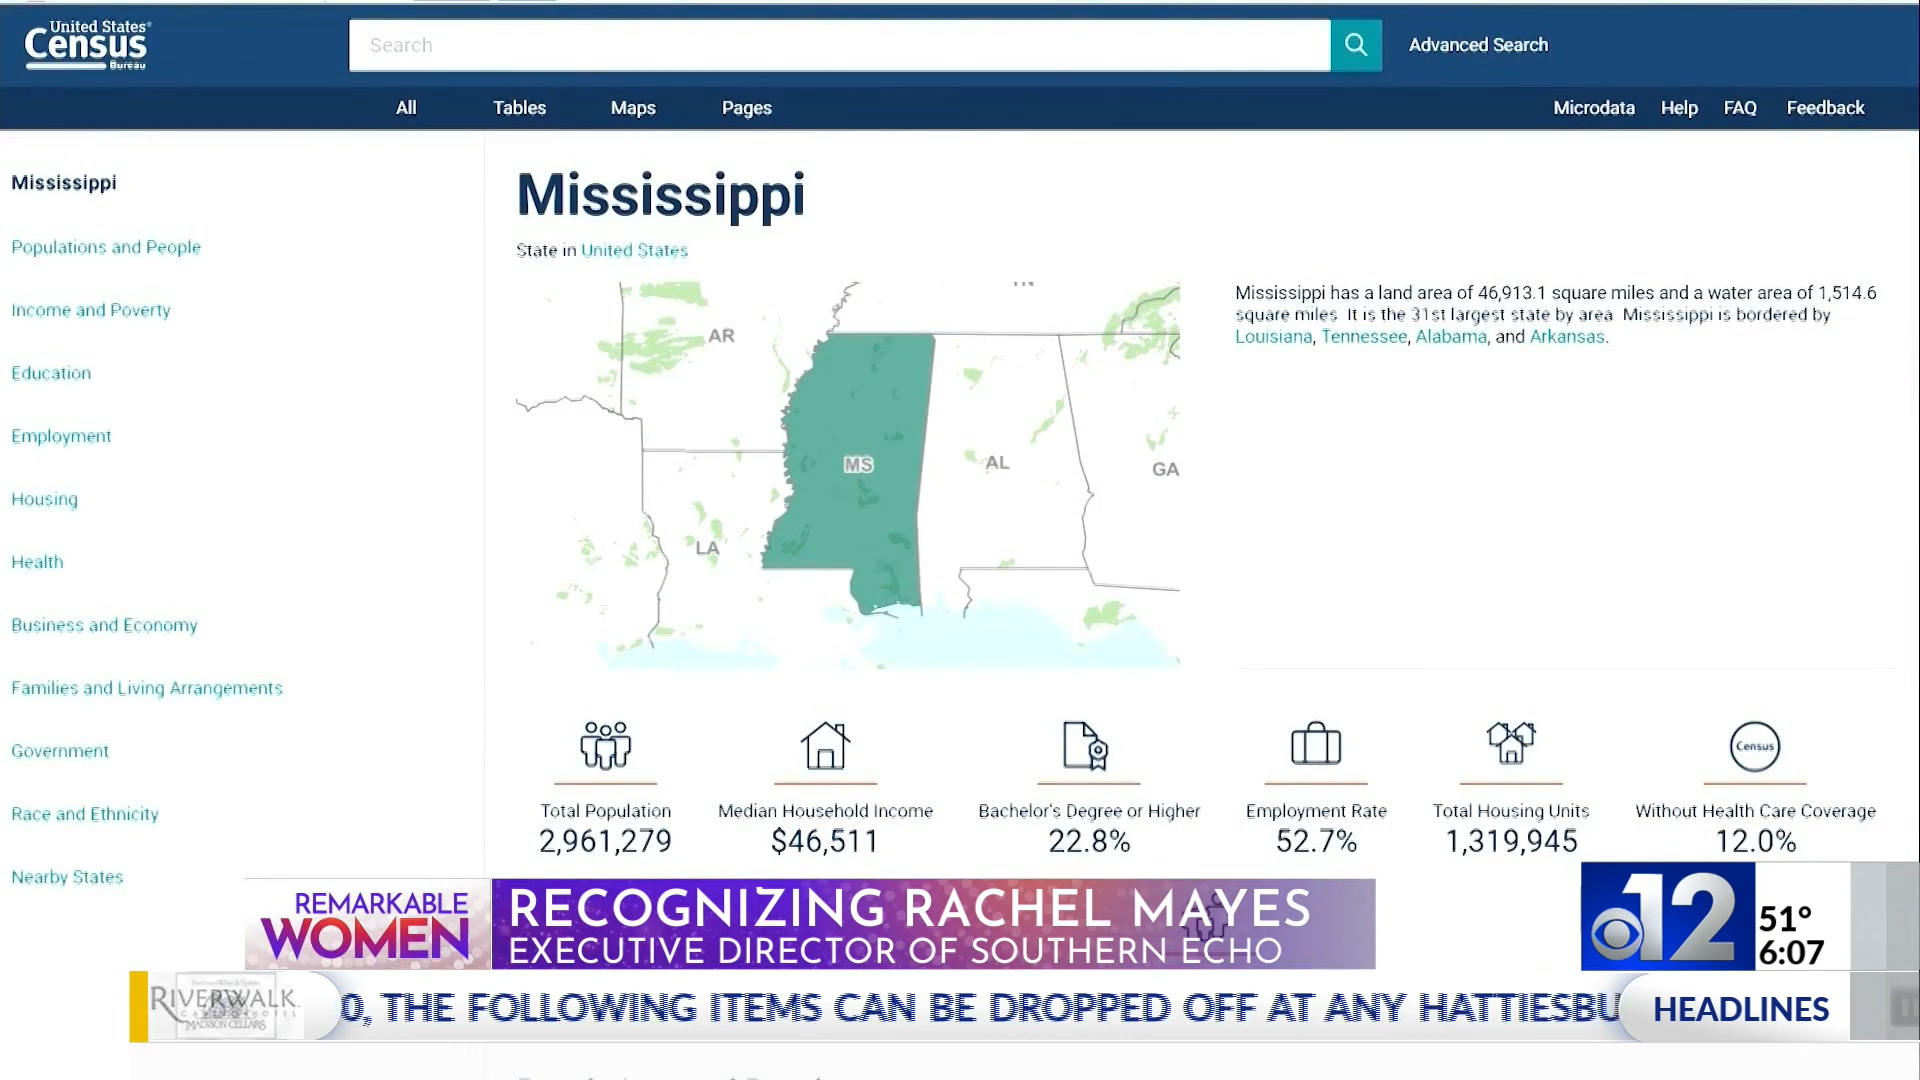 United States®
Census
Bureau
Search
Advanced Search
All
Tables
Maps
Pages
Microdata
Help
FAQ
Feedback
Mississippi
Populations and People
Income and Poverty
Education
Employment
Housing
Health
Business and Economy
Families and Living Arrangements
Government
Race and Ethnicity
Nearby States
Mississippi
State in United States
AR
MS
AL
GA
LA
Mississippi has a land area of 46,913.1 square miles and a water area of 1,514.6
square miles. It is the 31st largest state by area. Mississippi is bordered by
Louisiana, Tennessee, Alabama, and Arkansas.
Total Population
2,961,279
Median Household Income
$46,511
Bachelor's Degree or Higher
22.8%
Employment Rate
52.7%
Total Housing Units
1,319,945
Census
Without Health Care Coverage
12.0%
REMARKABLE
WOMEN
RECOGNIZING RACHEL MAYES
EXECUTIVE DIRECTOR OF SOUTHERN ECHO
12
51°
6:07
RIVERWALK
CASINO HOTEL
MADISON CELLARS
0, THE FOLLOWING ITEMS CAN BE DROPPED OFF AT ANY HATTIESBU
HEADLINES